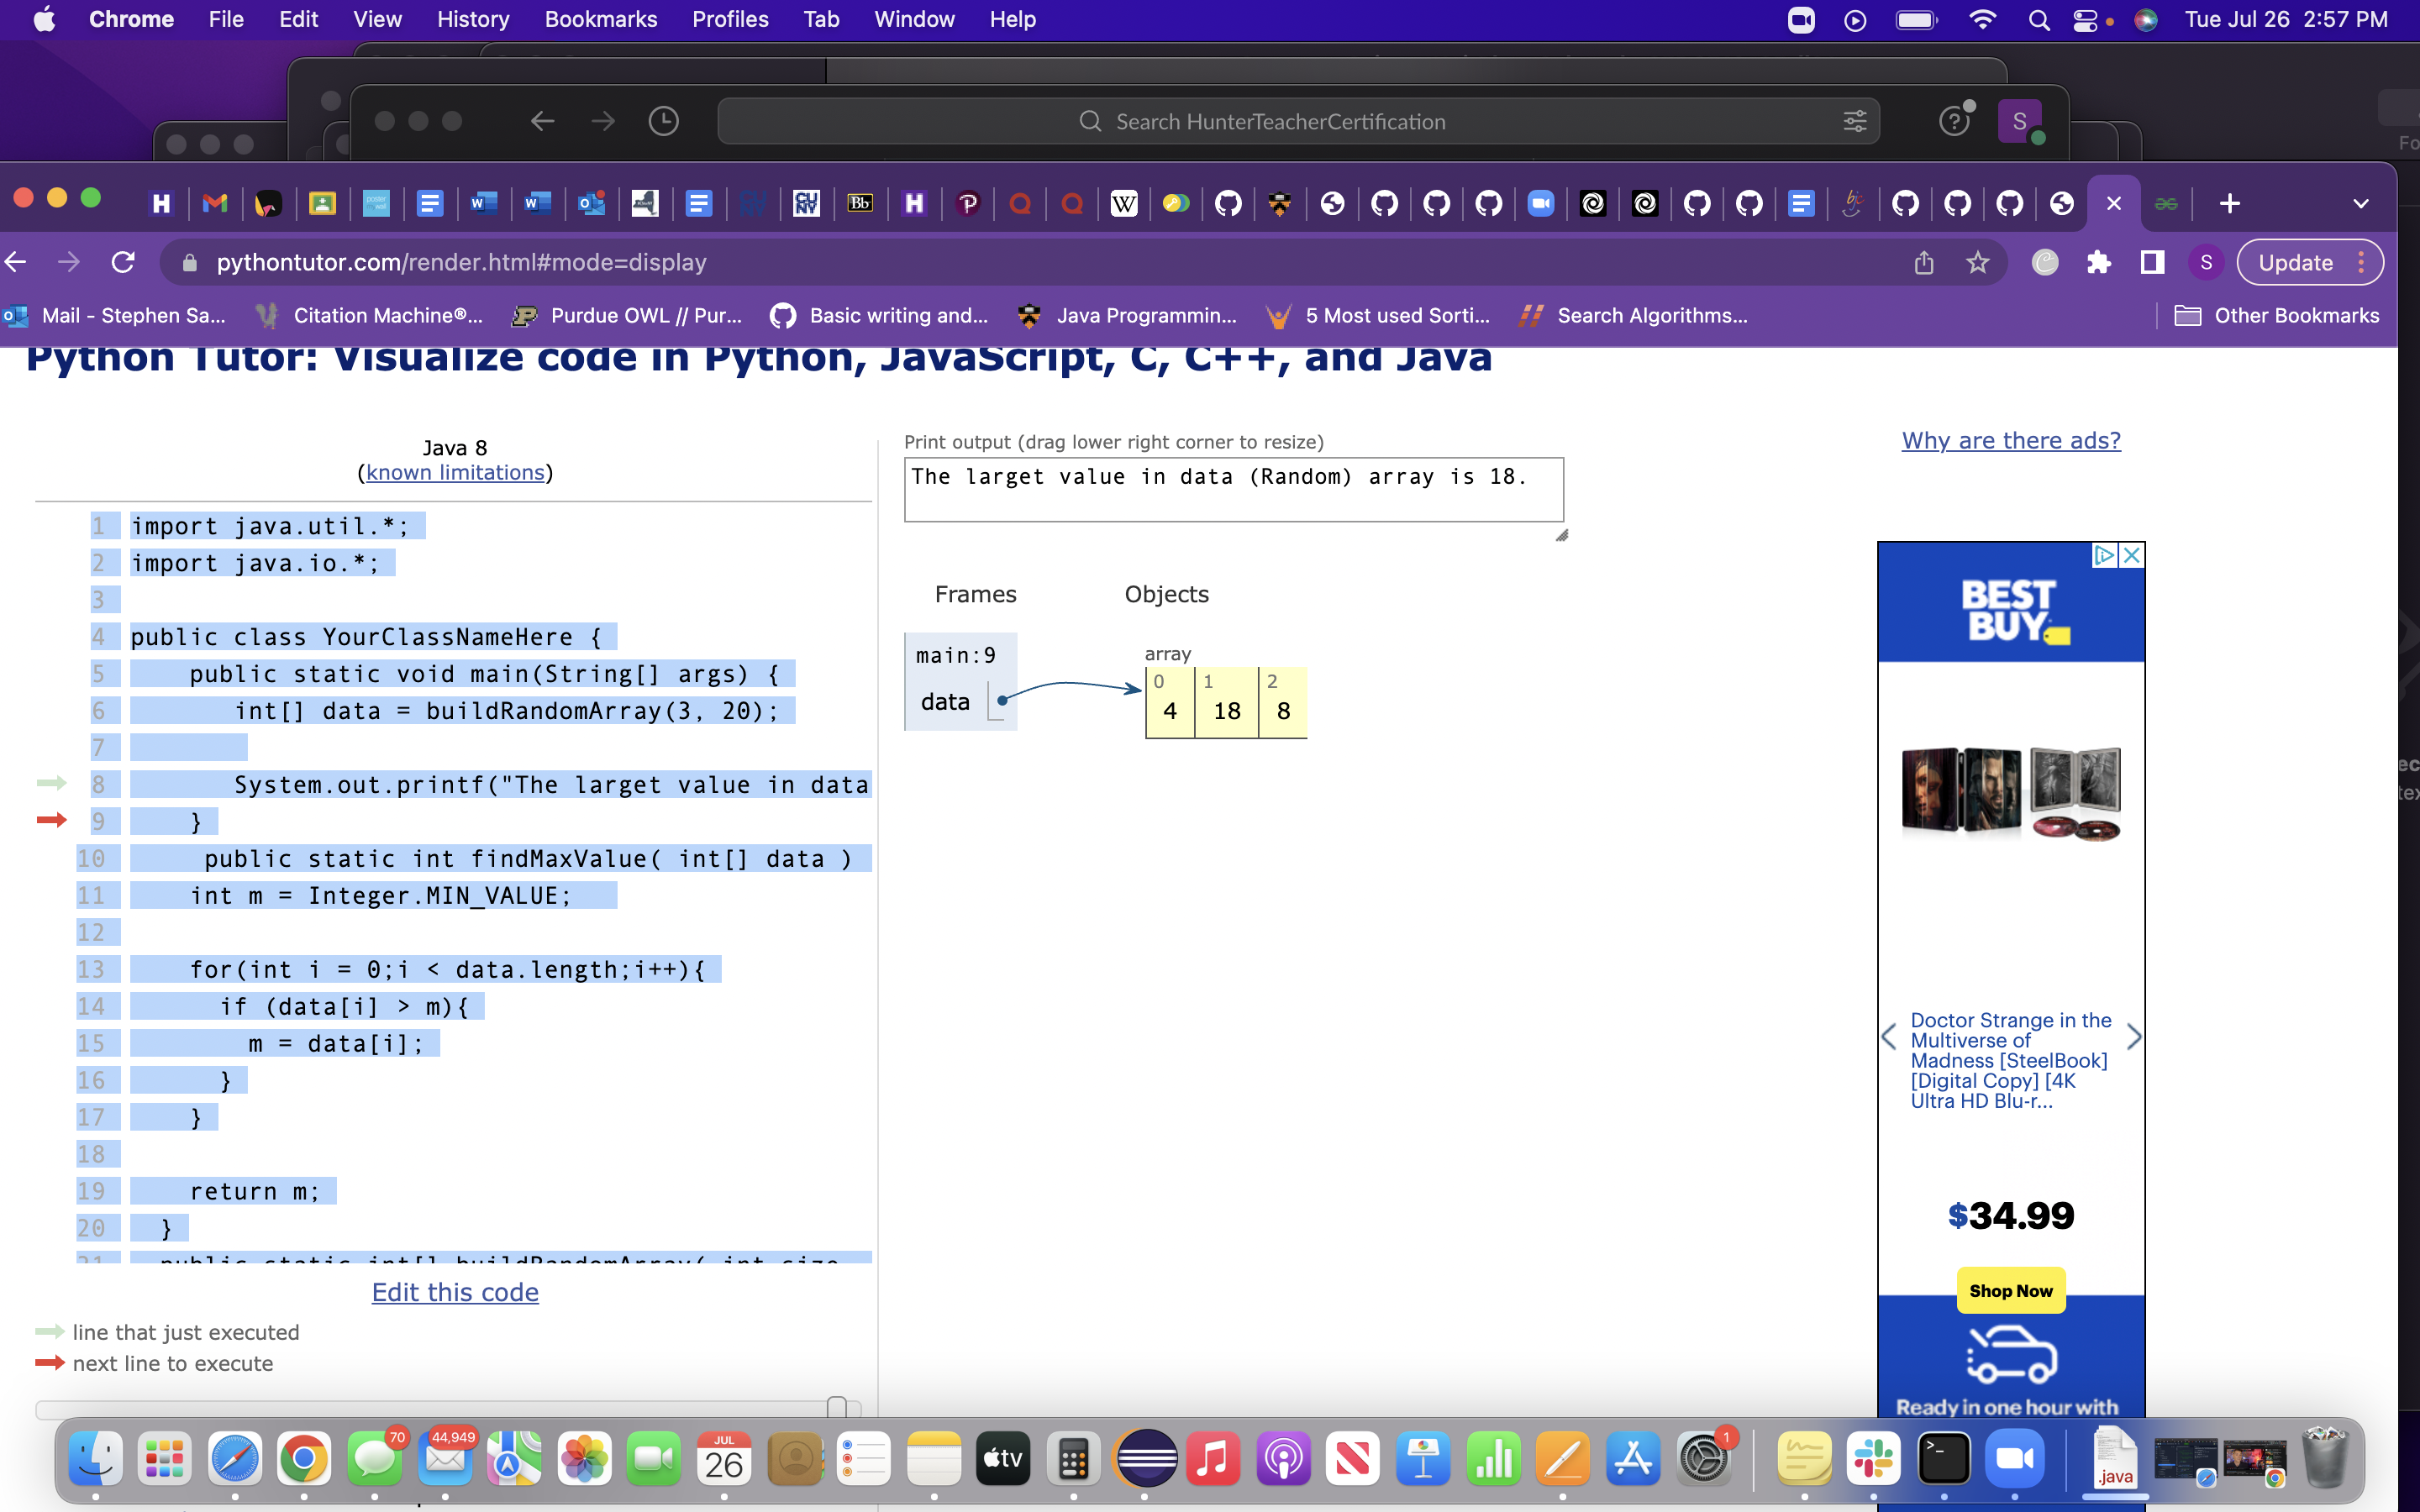 Chrome File Edit View History Bookmarks Profiles Tab Window Help Tue Jul 26 2:57 PM
Search HunterTeacherCertification S
Fo
pythontutor.com/render.html#mode=display S Update
Mail - Stephen Sa... Citation Machine®... Purdue OWL // Pur... Basic writing and... Java Programmin... 5 Most used Sorti... Search Algorithms... Other Bookmarks
Python Tutor: Visualize code in Python, JavaScript, C, C++, and Java
Java 8
(known limitations)
1 import java.util.*;
2 import java.io.*;
3
4 public class YourClassNameHere {
5 public static void main(String[] args) {
6 int[] data = buildRandomArray(3, 20);
7
8 System.out.printf("The larget value in data
9 }
10 public static int findMaxValue( int[] data )
11 int m = Integer.MIN_VALUE;
12
13 for(int i = 0;i < data.length;i++){
14 if (data[i] > m){
15 m = data[i];
16 }
17 }
18
19 return m;
20 }
21 public static int[] buildRandomArray( int size
Edit this code
line that just executed
next line to execute
Print output (drag lower right corner to resize)
The larget value in data (Random) array is 18.
Frames Objects
main:9
data
array
0 1 2
4 18 8
Why are there ads?
BEST
BUY
Doctor Strange in the
Multiverse of
Madness [SteelBook]
[Digital Copy] [4K
Ultra HD Blu-r...
$34.99
Shop Now
Ready in one hour with
70
44,949
JUL
26
tv
1
.java